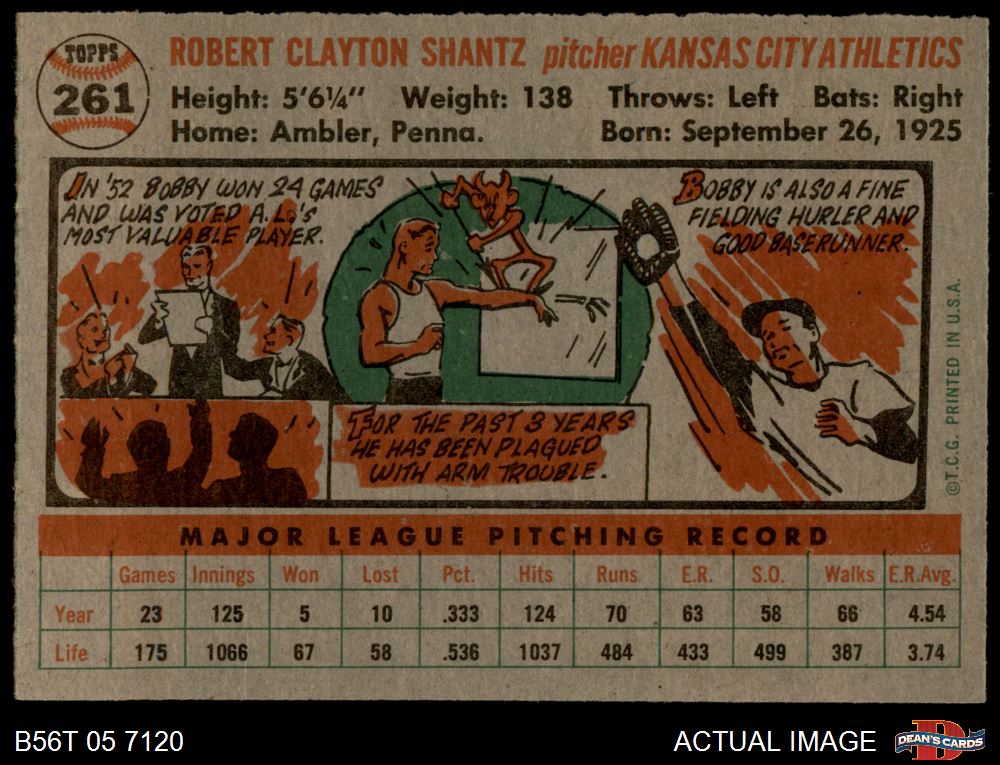 TOPPS
261
ROBERT CLAYTON SHANTZ pitcher KANSAS CITY ATHLETICS
Height: 5'6¼" Weight: 138 Throws: Left Bats: Right
Home: Ambler, Penna. Born: September 26, 1925
IN '52 BOBBY WON 24 GAMES
AND WAS VOTED A.L.'S
MOST VALUABLE PLAYER.
FOR THE PAST 3 YEARS
HE HAS BEEN PLAGUED
WITH ARM TROUBLE.
BOBBY IS ALSO A FINE
FIELDING HURLER AND
GOOD BASERUNNER.
©T.C.G. PRINTED IN U.S.A.
MAJOR LEAGUE PITCHING RECORD
Games Innings Won Lost Pct. Hits Runs E.R. S.O. Walks E.R.Avg.
Year 23 125 5 10 .333 124 70 63 58 66 4.54
Life 175 1066 67 58 .536 1037 484 433 499 387 3.74
B56T 05 7120 ACTUAL IMAGE DEAN'S CARDS